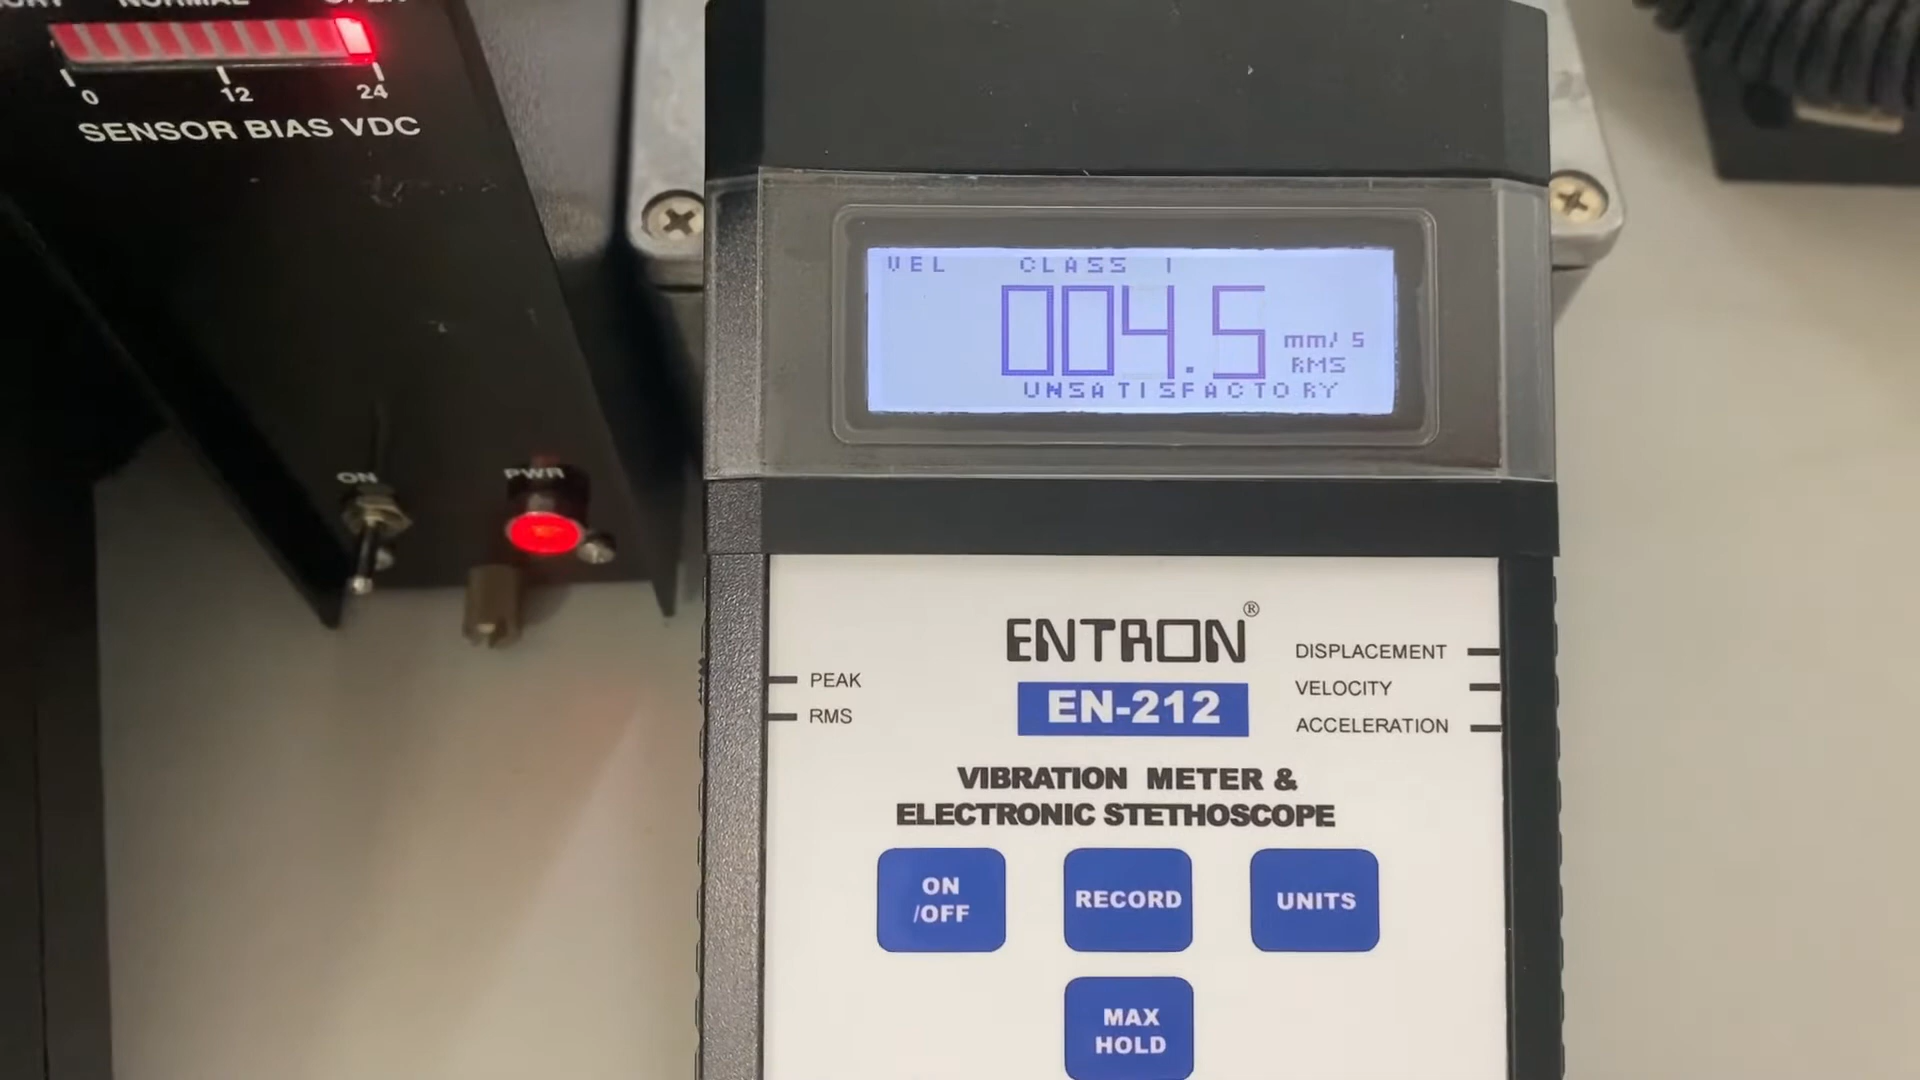 NORMAL
0 12 24
SENSOR BIAS VDC
ON
PWR
VEL CLASS I
004.5 mm/S
RMS
UNSATISFACTORY
ENTRON®
EN-212
PEAK
RMS
DISPLACEMENT
VELOCITY
ACCELERATION
VIBRATION METER &
ELECTRONIC STETHOSCOPE
ON
/OFF
RECORD
UNITS
MAX
HOLD